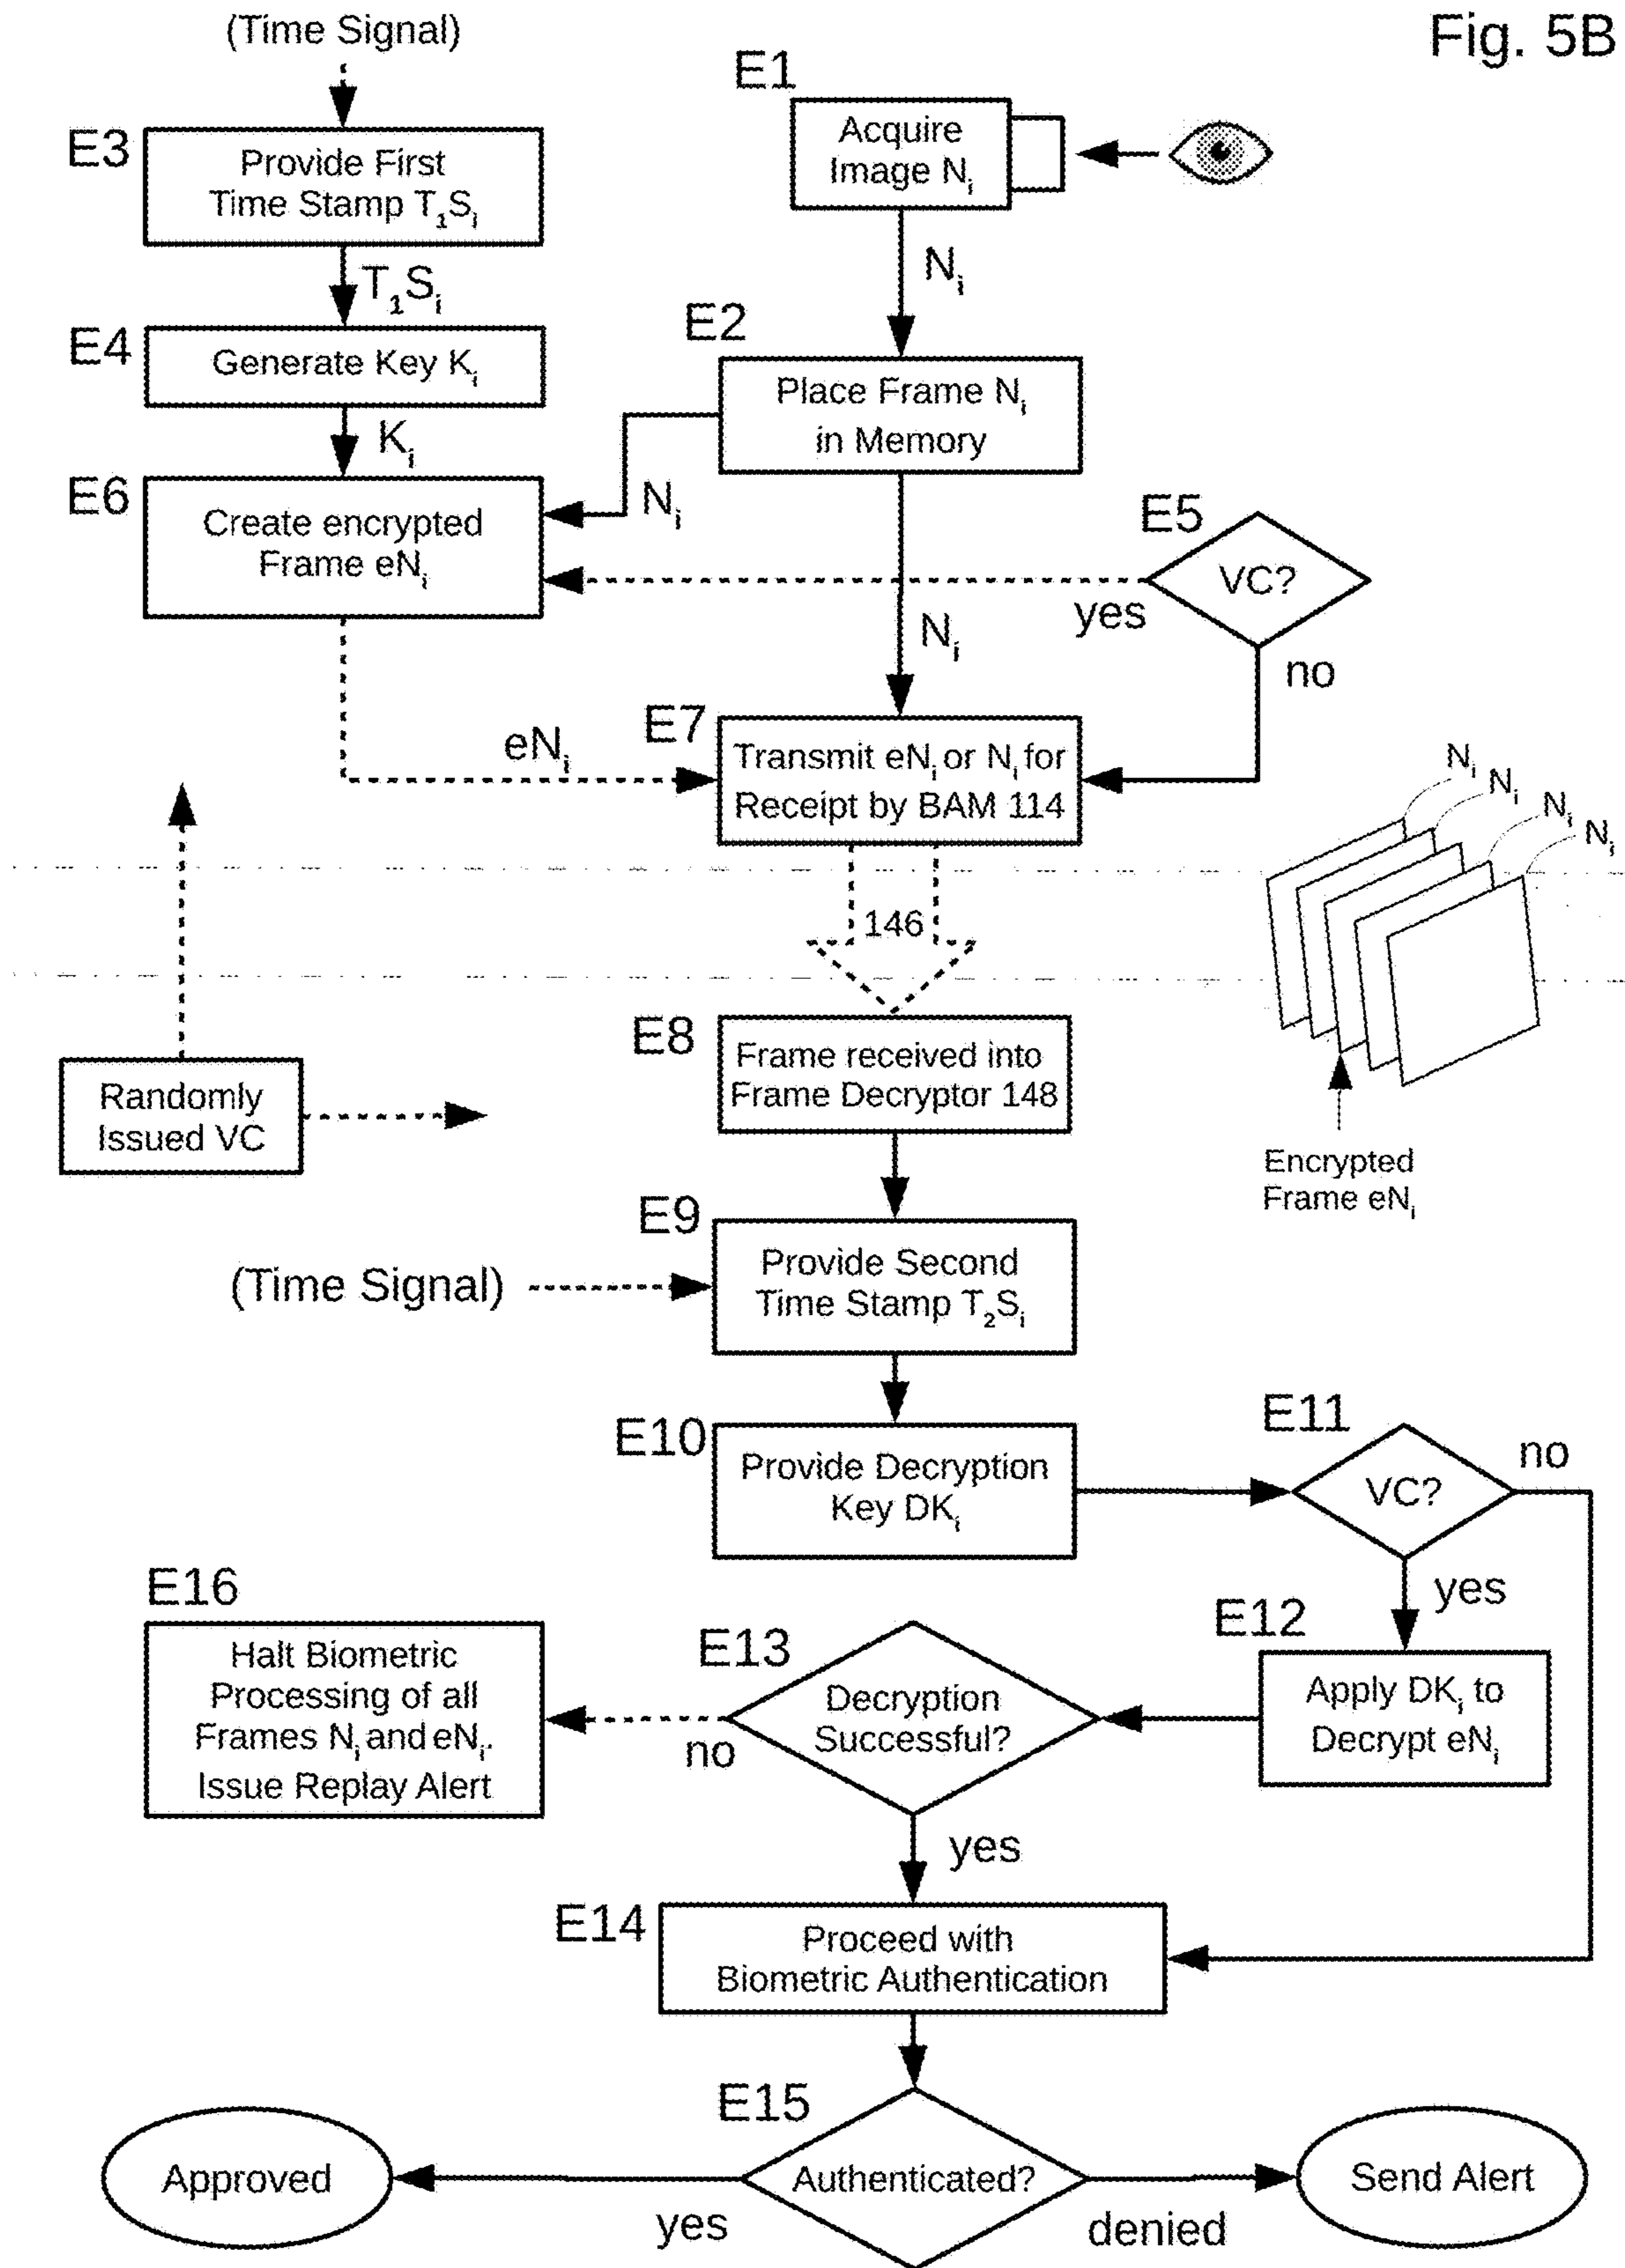 (Time Signal)
Fig. 5B
E1
Acquire
Image Nᵢ
E3
Provide First
Time Stamp T₁Sᵢ
T₁Sᵢ
Nᵢ
E4
Generate Key Kᵢ
E2
Place Frame Nᵢ
in Memory
Kᵢ
E6
Create encrypted
Frame eNᵢ
Nᵢ
E5
VC?
yes
no
Nᵢ
eNᵢ
E7
Transmit eNᵢ or Nᵢ for
Receipt by BAM 114
Nᵢ
Nᵢ
Nᵢ
Nᵢ
146
E8
Frame received into
Frame Decryptor 148
Randomly
Issued VC
Encrypted
Frame eNᵢ
E9
(Time Signal)
Provide Second
Time Stamp T₂Sᵢ
E10
Provide Decryption
Key DKᵢ
E11
VC?
no
yes
E16
Halt Biometric
Processing of all
Frames Nᵢ and eNᵢ.
Issue Replay Alert
E13
Decryption
Successful?
no
E12
Apply DKᵢ to
Decrypt eNᵢ
yes
E14
Proceed with
Biometric Authentication
E15
Authenticated?
Approved
yes
denied
Send Alert